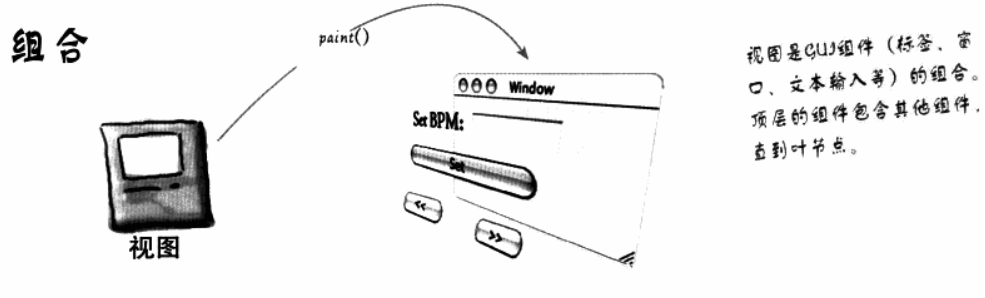 组合
paint()
Window
Set BPM:
Set
<<
>>
视图
视图是GUI组件（标签、窗
口、文本输入等）的组合。
顶层的组件包含其他组件，
直到叶节点。